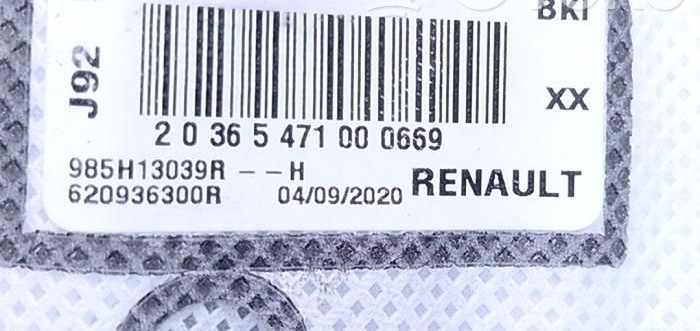 BKI
J92
XX
2 0 36 5 471 00 0669
985H13039R - - H
620936300R 04/09/2020 RENAULT